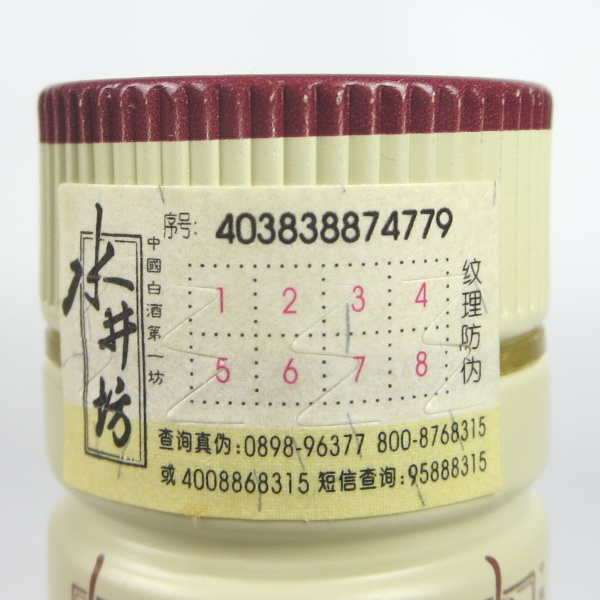 水井坊
中國白酒第一坊
序号: 403838874779
1 2 3 4
5 6 7 8
纹理防伪
查询真伪:0898-96377 800-8768315
或4008868315 短信查询:95888315